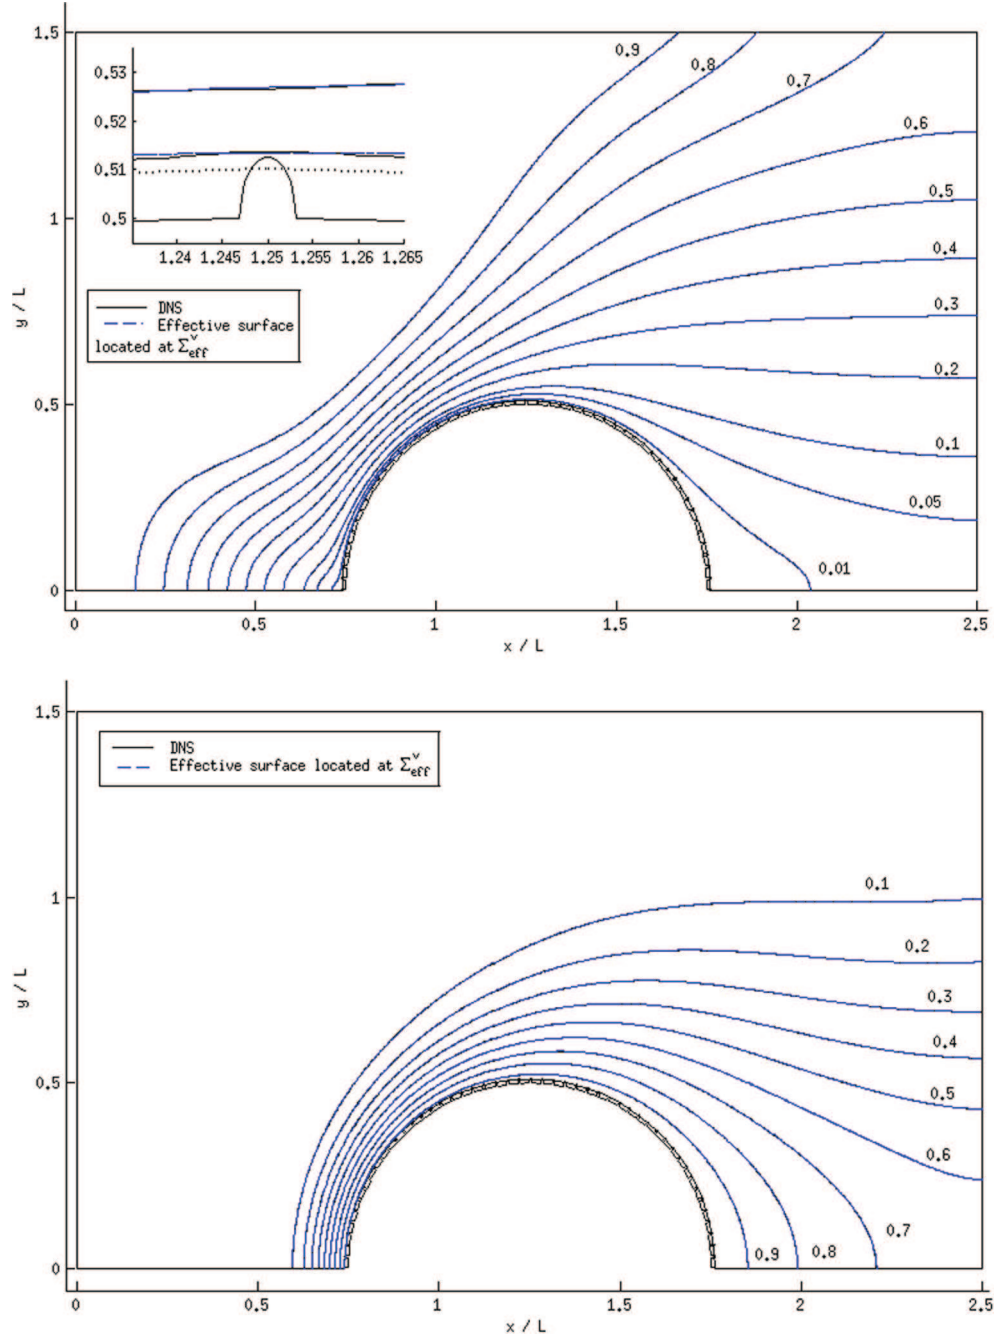 1.5
0.9
0.8
0.7
0.53
0.52
0.51
0.5
1.24 1.245 1.25 1.255 1.26 1.265
0.6
0.5
0.4
0.3
0.2
0.1
0.05
0.01
1
0.5
0
y / L
DNS
Effective surface
located at Σ^v_eff
0 0.5 1 1.5 2 2.5
x / L
1.5
DNS
Effective surface located at Σ^v_eff
1
0.5
0
y / L
0.1
0.2
0.3
0.4
0.5
0.6
0.7
0.9 0.8
0 0.5 1 1.5 2 2.5
x / L